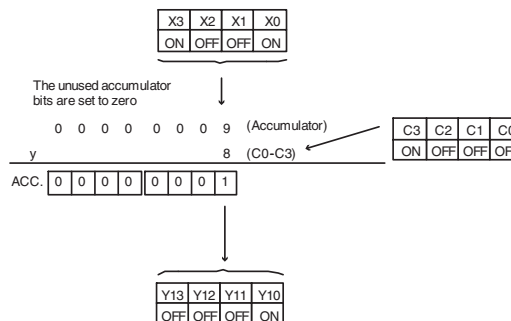 X3 X2 X1 X0
ON OFF OFF ON
The unused accumulator
bits are set to zero
0 0 0 0 0 0 0 9 (Accumulator)
y 8 (C0-C3)
C3 C2 C1 C0
ON OFF OFF OF
ACC. 0 0 0 0 0 0 0 1
Y13 Y12 Y11 Y10
OFF OFF OFF ON